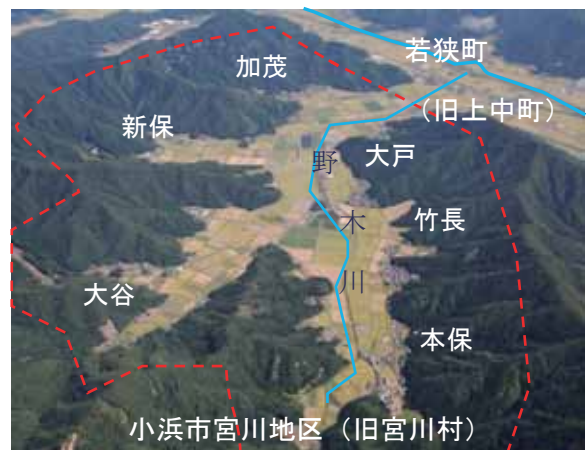 若狭町
加茂
（旧上中町）
新保
大戸
野木川
竹長
大谷
本保
小浜市宮川地区（旧宮川村）